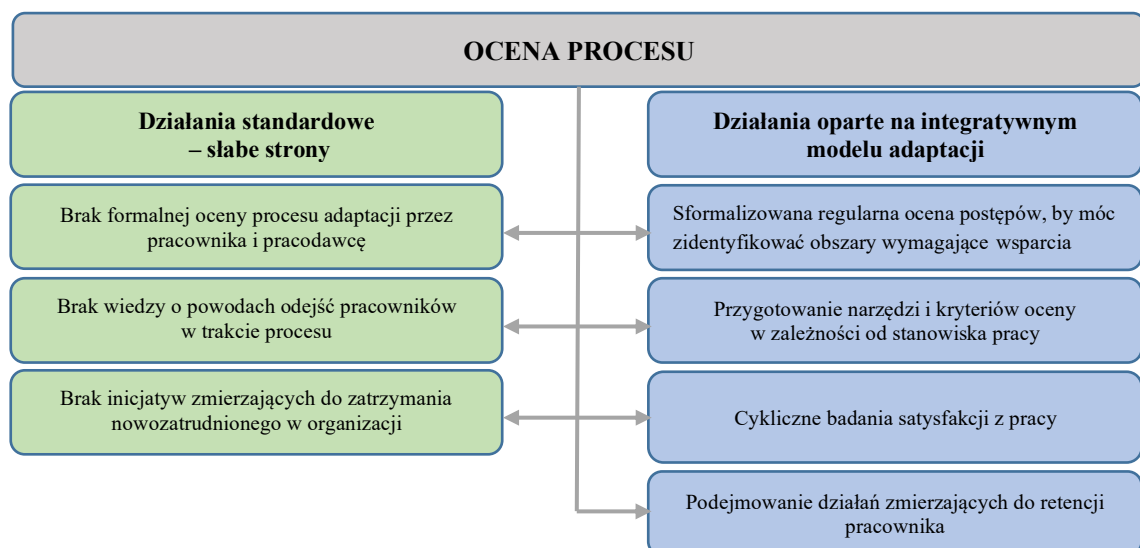 OCENA PROCESU
Działania standardowe
– słabe strony
Działania oparte na integratywnym
modelu adaptacji
Brak formalnej oceny procesu adaptacji przez
pracownika i pracodawcę
Sformalizowana regularna ocena postępów, by móc
zidentyfikować obszary wymagające wsparcia
Brak wiedzy o powodach odejść pracowników
w trakcie procesu
Przygotowanie narzędzi i kryteriów oceny
w zależności od stanowiska pracy
Brak inicjatyw zmierzających do zatrzymania
nowozatrudnionego w organizacji
Cykliczne badania satysfakcji z pracy
Podejmowanie działań zmierzających do retencji
pracownika